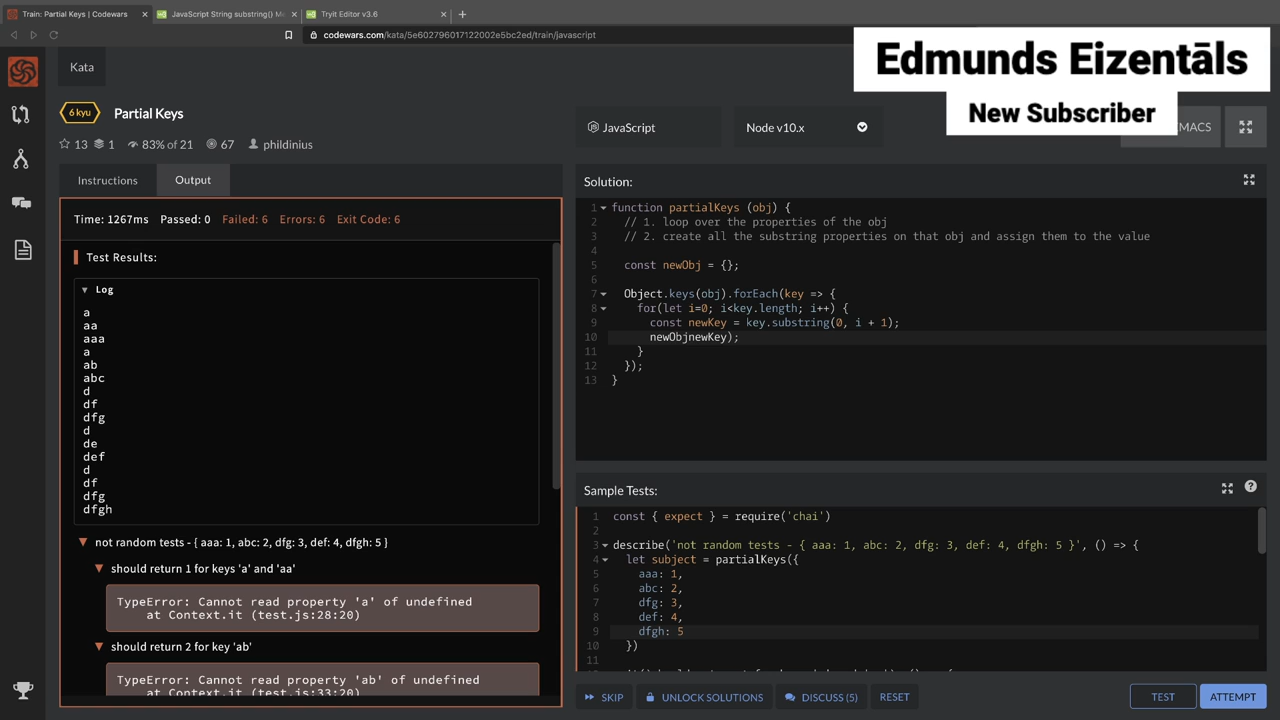 Train: Partial Keys | Codewars
JavaScript String substring() M
Tryit Editor v3.6
codewars.com/kata/5e602796017122002e5bc2ed/train/javascript
Edmunds Eizentāls
New Subscriber
Kata
6 kyu
Partial Keys
13 1 83% of 21 67 phildinius
JavaScript
Node v10.x
MACS
Instructions
Output
Time: 1267ms Passed: 0 Failed: 6 Errors: 6 Exit Code: 6
Test Results:
Log
a
aa
aaa
a
ab
abc
d
df
dfg
d
de
def
d
df
dfg
dfgh
not random tests - { aaa: 1, abc: 2, dfg: 3, def: 4, dfgh: 5 }
should return 1 for keys 'a' and 'aa'
TypeError: Cannot read property 'a' of undefined
at Context.it (test.js:28:20)
should return 2 for key 'ab'
TypeError: Cannot read property 'ab' of undefined
at Context.it (test.js:33:20)
Solution:
1 function partialKeys (obj) {
2 // 1. loop over the properties of the obj
3 // 2. create all the substring properties on that obj and assign them to the value
4
5 const newObj = {};
6
7 Object.keys(obj).forEach(key => {
8 for(let i=0; i<key.length; i++) {
9 const newKey = key.substring(0, i + 1);
10 newObjnewKey);
11 }
12 });
13 }
Sample Tests:
1 const { expect } = require('chai')
2
3 describe('not random tests - { aaa: 1, abc: 2, dfg: 3, def: 4, dfgh: 5 }', () => {
4 let subject = partialKeys({
5 aaa: 1,
6 abc: 2,
7 dfg: 3,
8 def: 4,
9 dfgh: 5
10 })
11
SKIP
UNLOCK SOLUTIONS
DISCUSS (5)
RESET
TEST
ATTEMPT